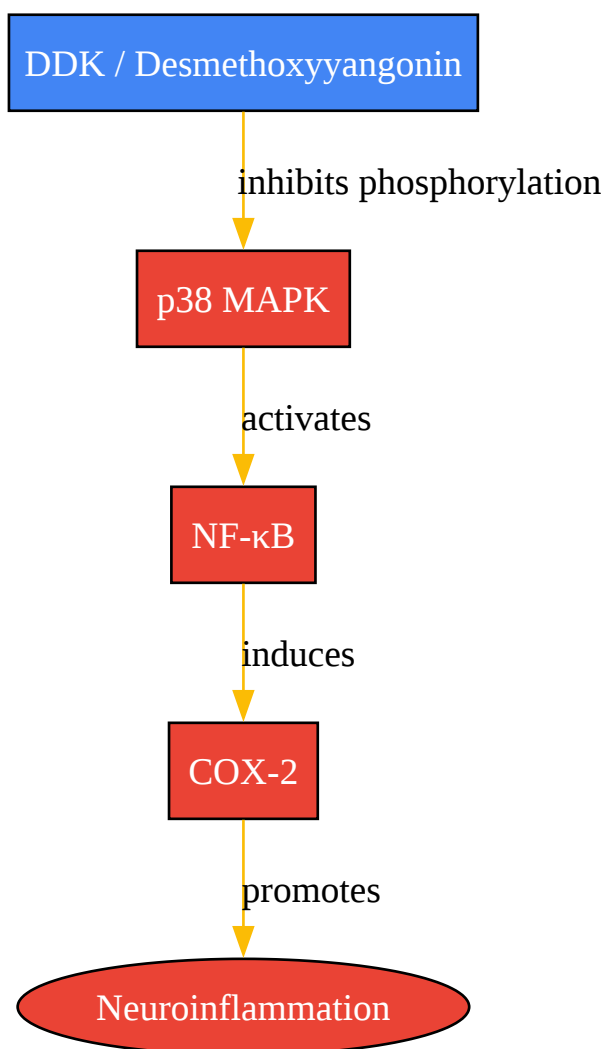 DDK / Desmethoxyyangonin
inhibits phosphorylation
p38 MAPK
activates
NF-κB
induces
COX-2
promotes
Neuroinflammation